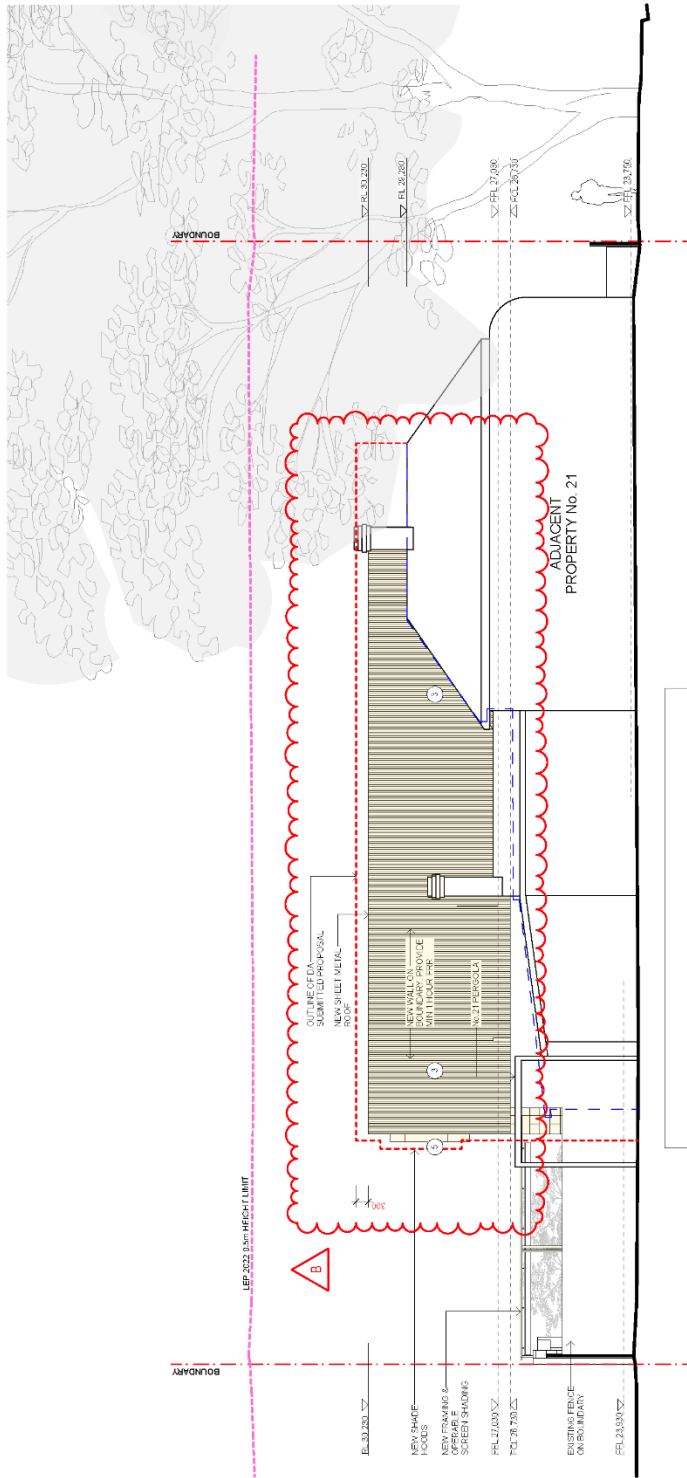 BOUNDARY
BOUNDARY
LEP 2022 9.5m HEIGHT LIMIT
B
OUTLINE OF DA
SUBMITTED PROPOSAL
NEW SHEET METAL
ROOF
RL 30,280
RL 29,280
300
NEW SHADE
HOODS
NEW WALL ON
BOUNDARY PROVIDE
MIN 1 HOUR FRR
3
3
5
NEW FRAMING &
OPERABLE
SCREEN SHADING
No.21 PERGOLA
FFL 27,030
FCL 26,730
FFL 27,030
FCL 26,730
ADJACENT
PROPERTY No. 21
EXISTING FENCE
ON BOUNDARY
FFL 23,930
FFL 23,750